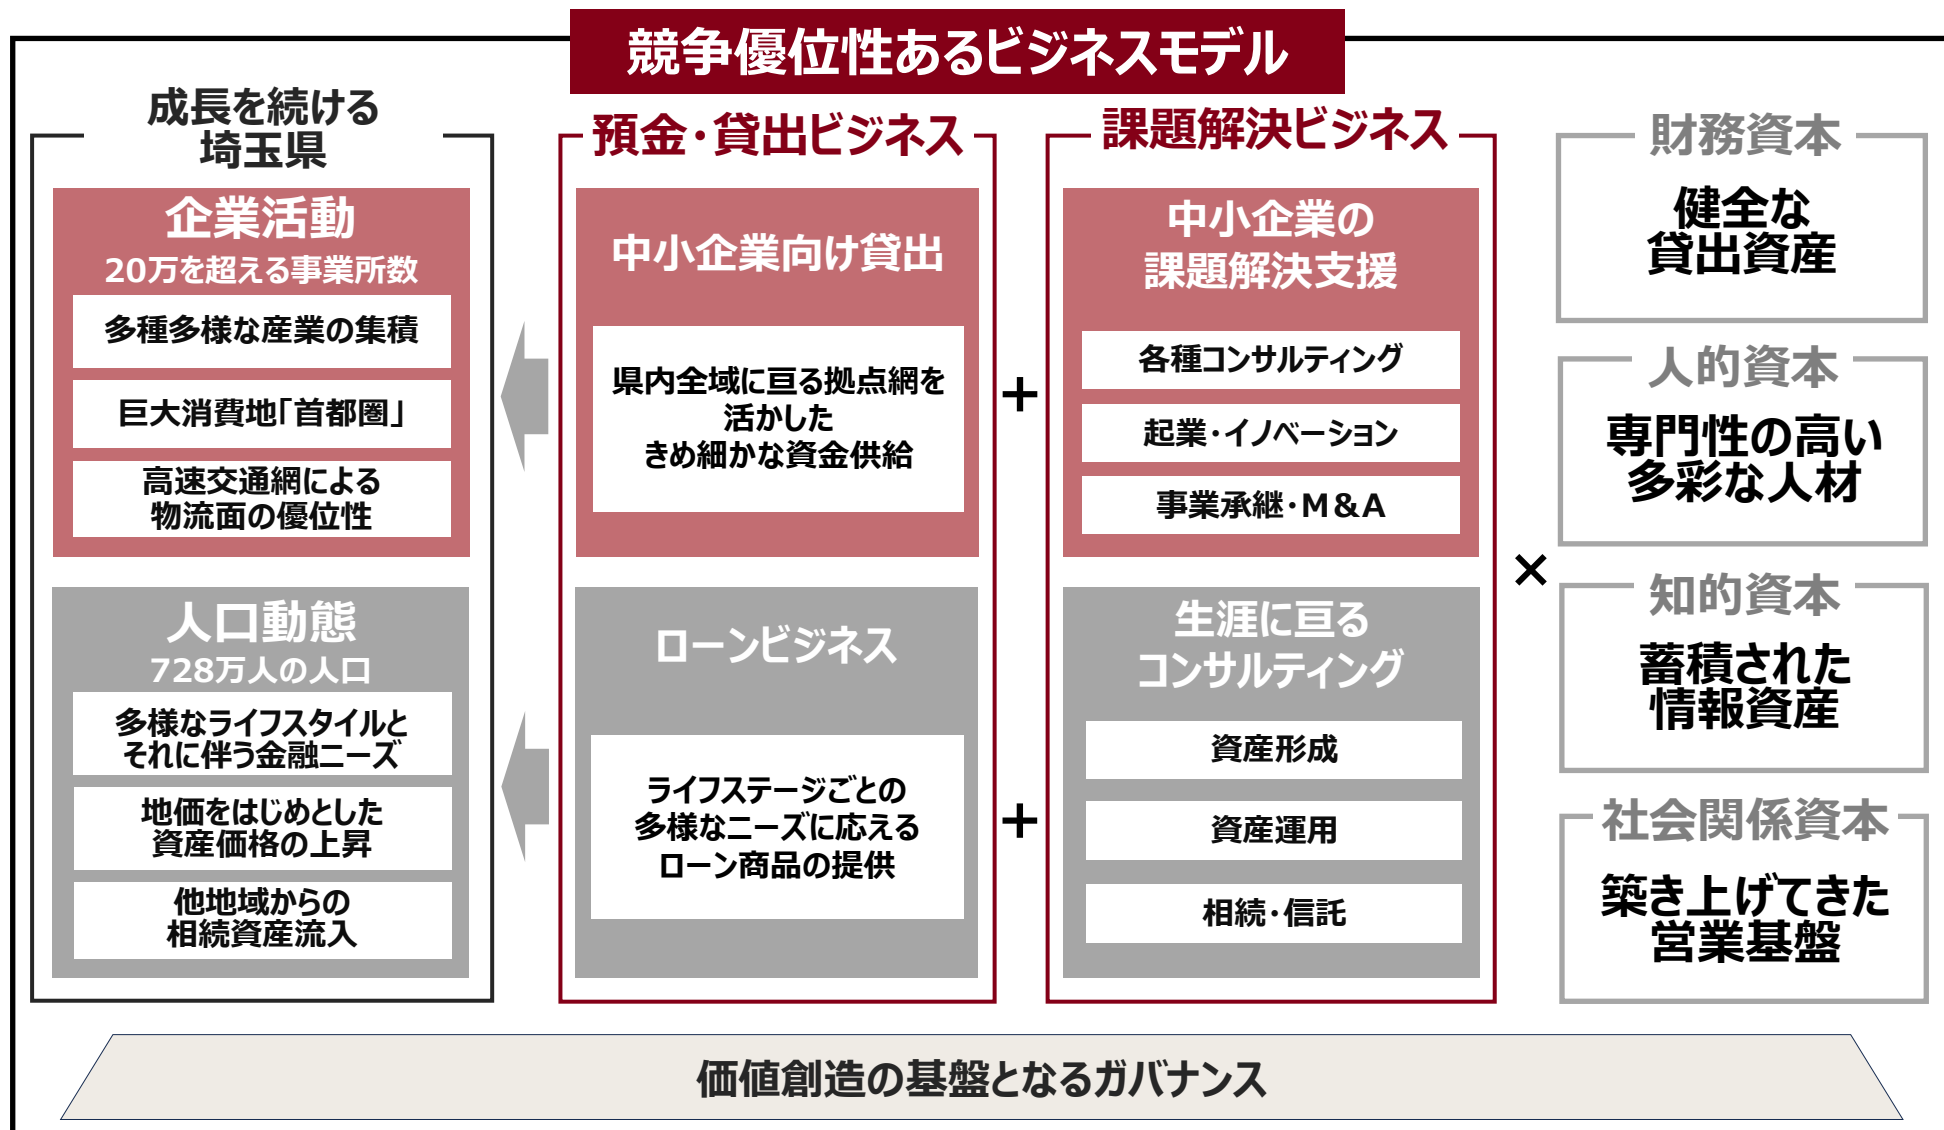 競争優位性あるビジネスモデル
成長を続ける
埼玉県
企業活動
20万を超える事業所数
多種多様な産業の集積
巨大消費地「首都圏」
高速交通網による
物流面の優位性
人口動態
728万人の人口
多様なライフスタイルと
それに伴う金融ニーズ
地価をはじめとした
資産価格の上昇
他地域からの
相続資産流入
預金・貸出ビジネス
中小企業向け貸出
県内全域に亘る拠点網を
活かした
きめ細かな資金供給
ローンビジネス
ライフステージごとの
多様なニーズに応える
ローン商品の提供
+
+
課題解決ビジネス
中小企業の
課題解決支援
各種コンサルティング
起業・イノベーション
事業承継・M&A
生涯に亘る
コンサルティング
資産形成
資産運用
相続・信託
×
財務資本
健全な
貸出資産
人的資本
専門性の高い
多彩な人材
知的資本
蓄積された
情報資産
社会関係資本
築き上げてきた
営業基盤
価値創造の基盤となるガバナンス